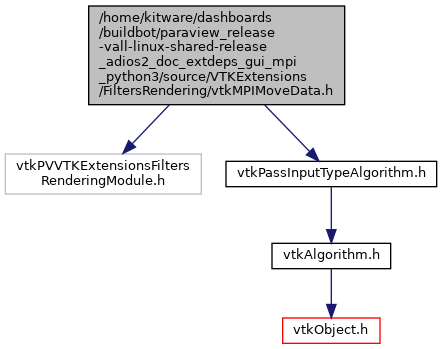 /home/kitware/dashboards
/buildbot/paraview_release
-vall-linux-shared-release
_adios2_doc_extdeps_gui_mpi
_python3/source/VTKExtensions
/FiltersRendering/vtkMPIMoveData.h
vtkPVVTKExtensionsFilters
RenderingModule.h
vtkPassInputTypeAlgorithm.h
vtkAlgorithm.h
vtkObject.h